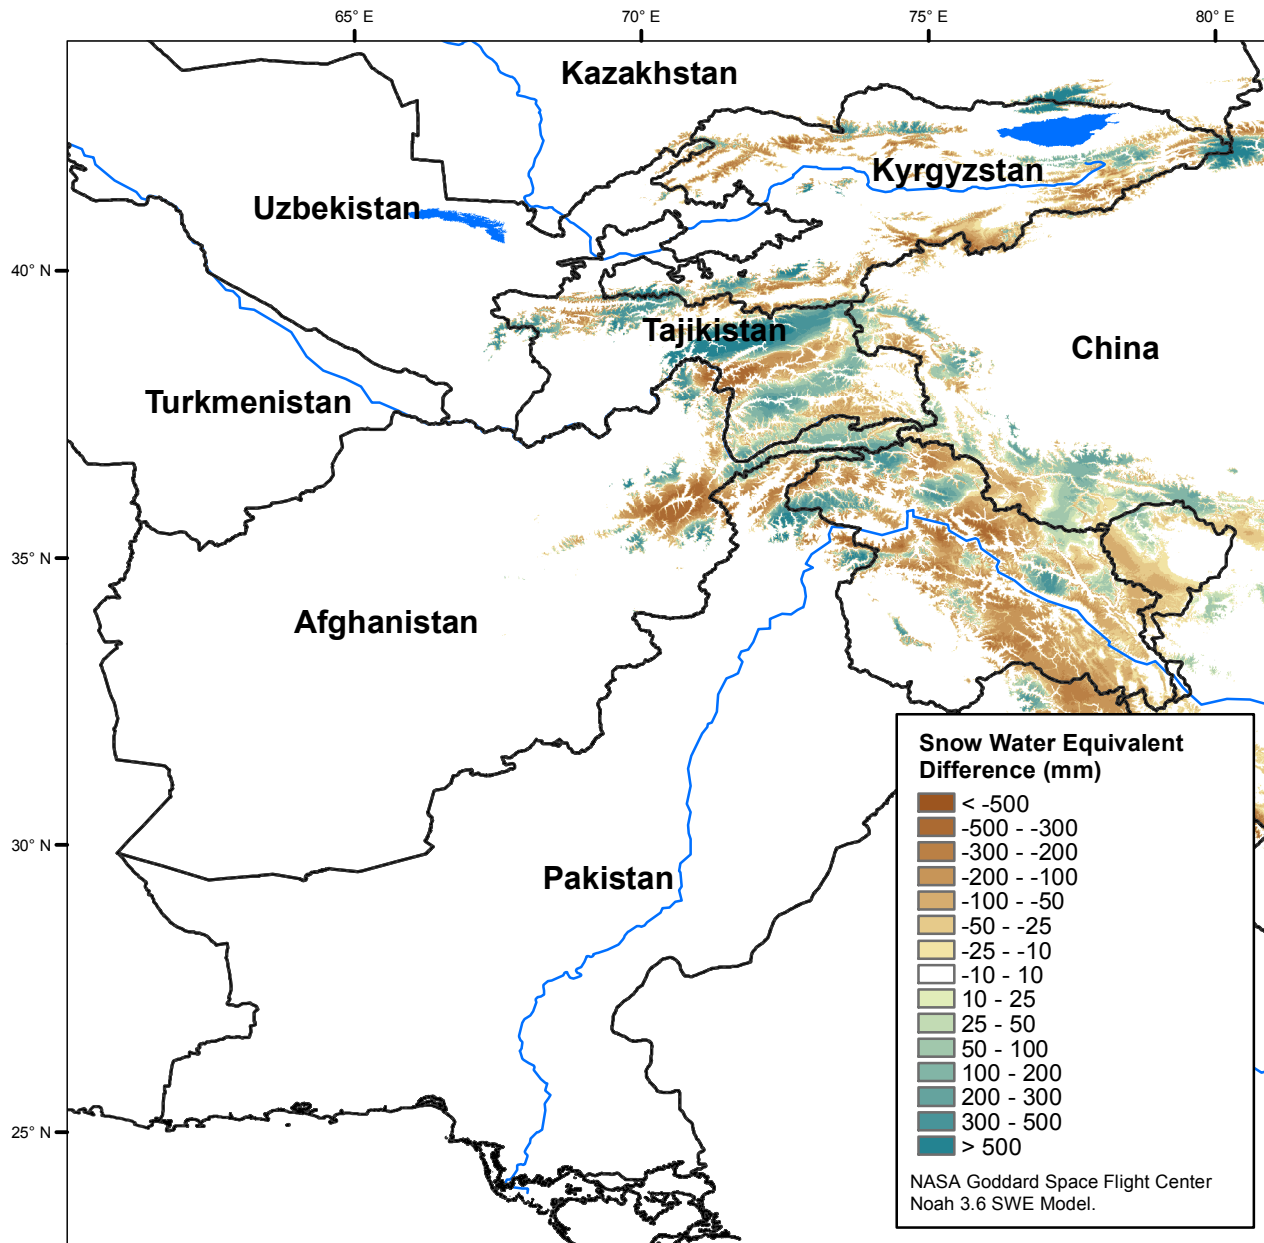 65° E
70° E
75° E
80° E
Kazakhstan
Kyrgyzstan
Uzbekistan
40° N
Tajikistan
China
Turkmenistan
35° N
Afghanistan
Snow Water Equivalent
Difference (mm)
< -500
-500 - -300
-300 - -200
-200 - -100
-100 - -50
-50 - -25
-25 - -10
-10 - 10
10 - 25
25 - 50
50 - 100
100 - 200
200 - 300
300 - 500
> 500
NASA Goddard Space Flight Center
Noah 3.6 SWE Model.
30° N
Pakistan
25° N